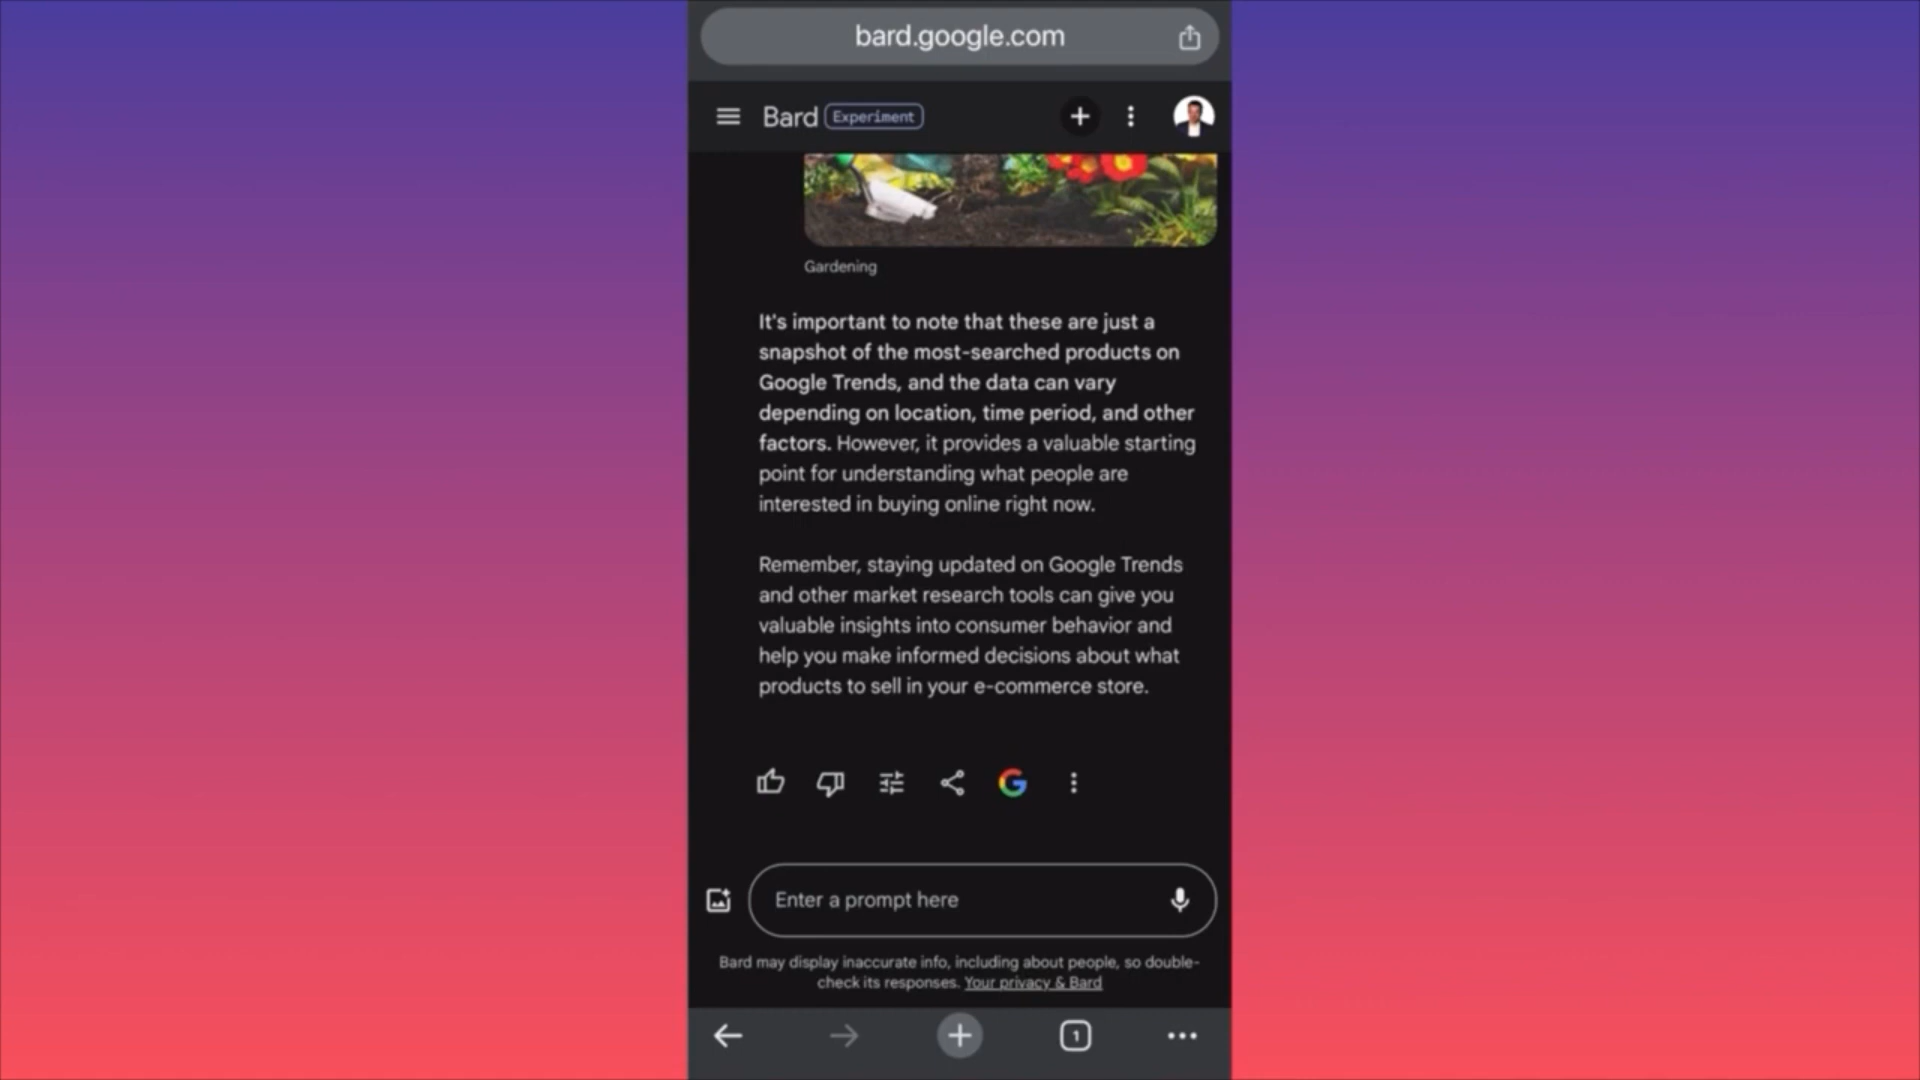 bard.google.com
Bard Experiment
Gardening
It's important to note that these are just a
snapshot of the most-searched products on
Google Trends, and the data can vary
depending on location, time period, and other
factors. However, it provides a valuable starting
point for understanding what people are
interested in buying online right now.
Remember, staying updated on Google Trends
and other market research tools can give you
valuable insights into consumer behavior and
help you make informed decisions about what
products to sell in your e-commerce store.
Enter a prompt here
Bard may display inaccurate info, including about people, so double-
check its responses. Your privacy & Bard
1